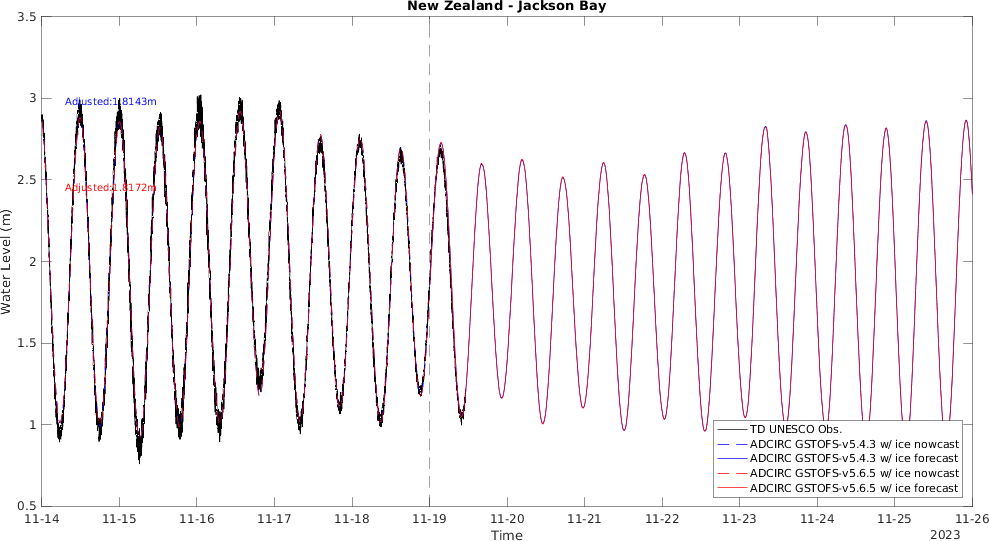 New Zealand - Jackson Bay
3.5
3
2.5
2
1.5
1
0.5
Water Level (m)
Adjusted:1.8143m
Adjusted:1.8172m
TD UNESCO Obs.
ADCIRC GSTOFS-v5.4.3 w/ ice nowcast
ADCIRC GSTOFS-v5.4.3 w/ ice forecast
ADCIRC GSTOFS-v5.6.5 w/ ice nowcast
ADCIRC GSTOFS-v5.6.5 w/ ice forecast
11-14 11-15 11-16 11-17 11-18 11-19 11-20 11-21 11-22 11-23 11-24 11-25 11-26
Time
2023